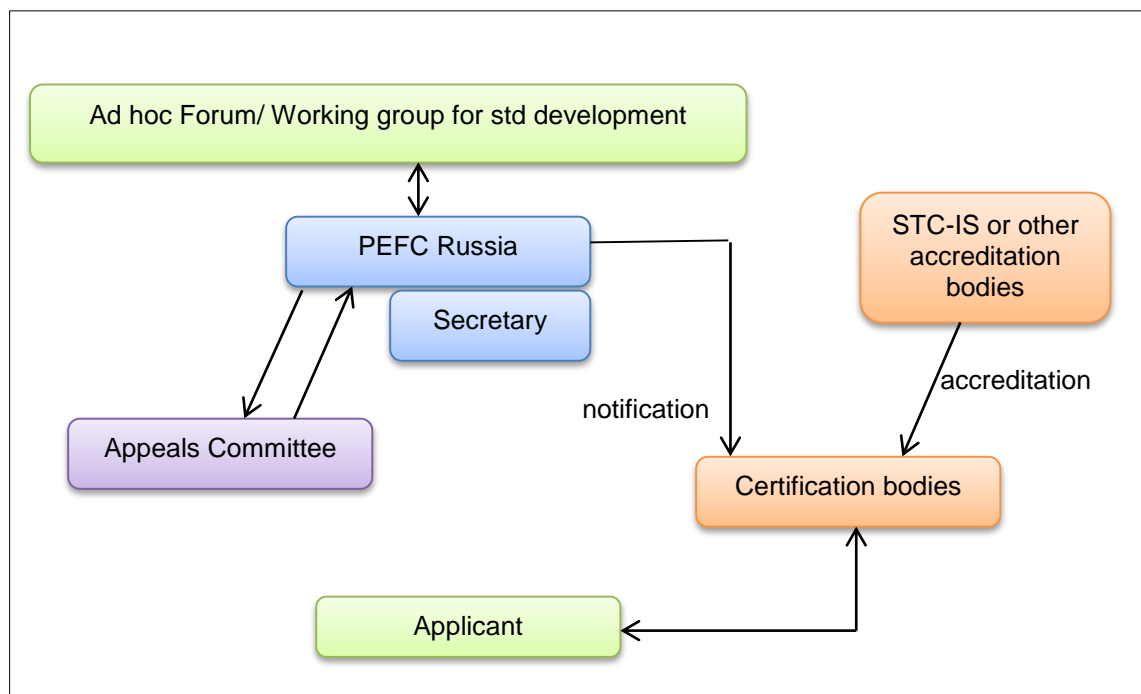 Ad hoc Forum/ Working group for std development
PEFC Russia
STC-IS or other
accreditation
bodies
Secretary
accreditation
notification
Appeals Committee
Certification bodies
Applicant